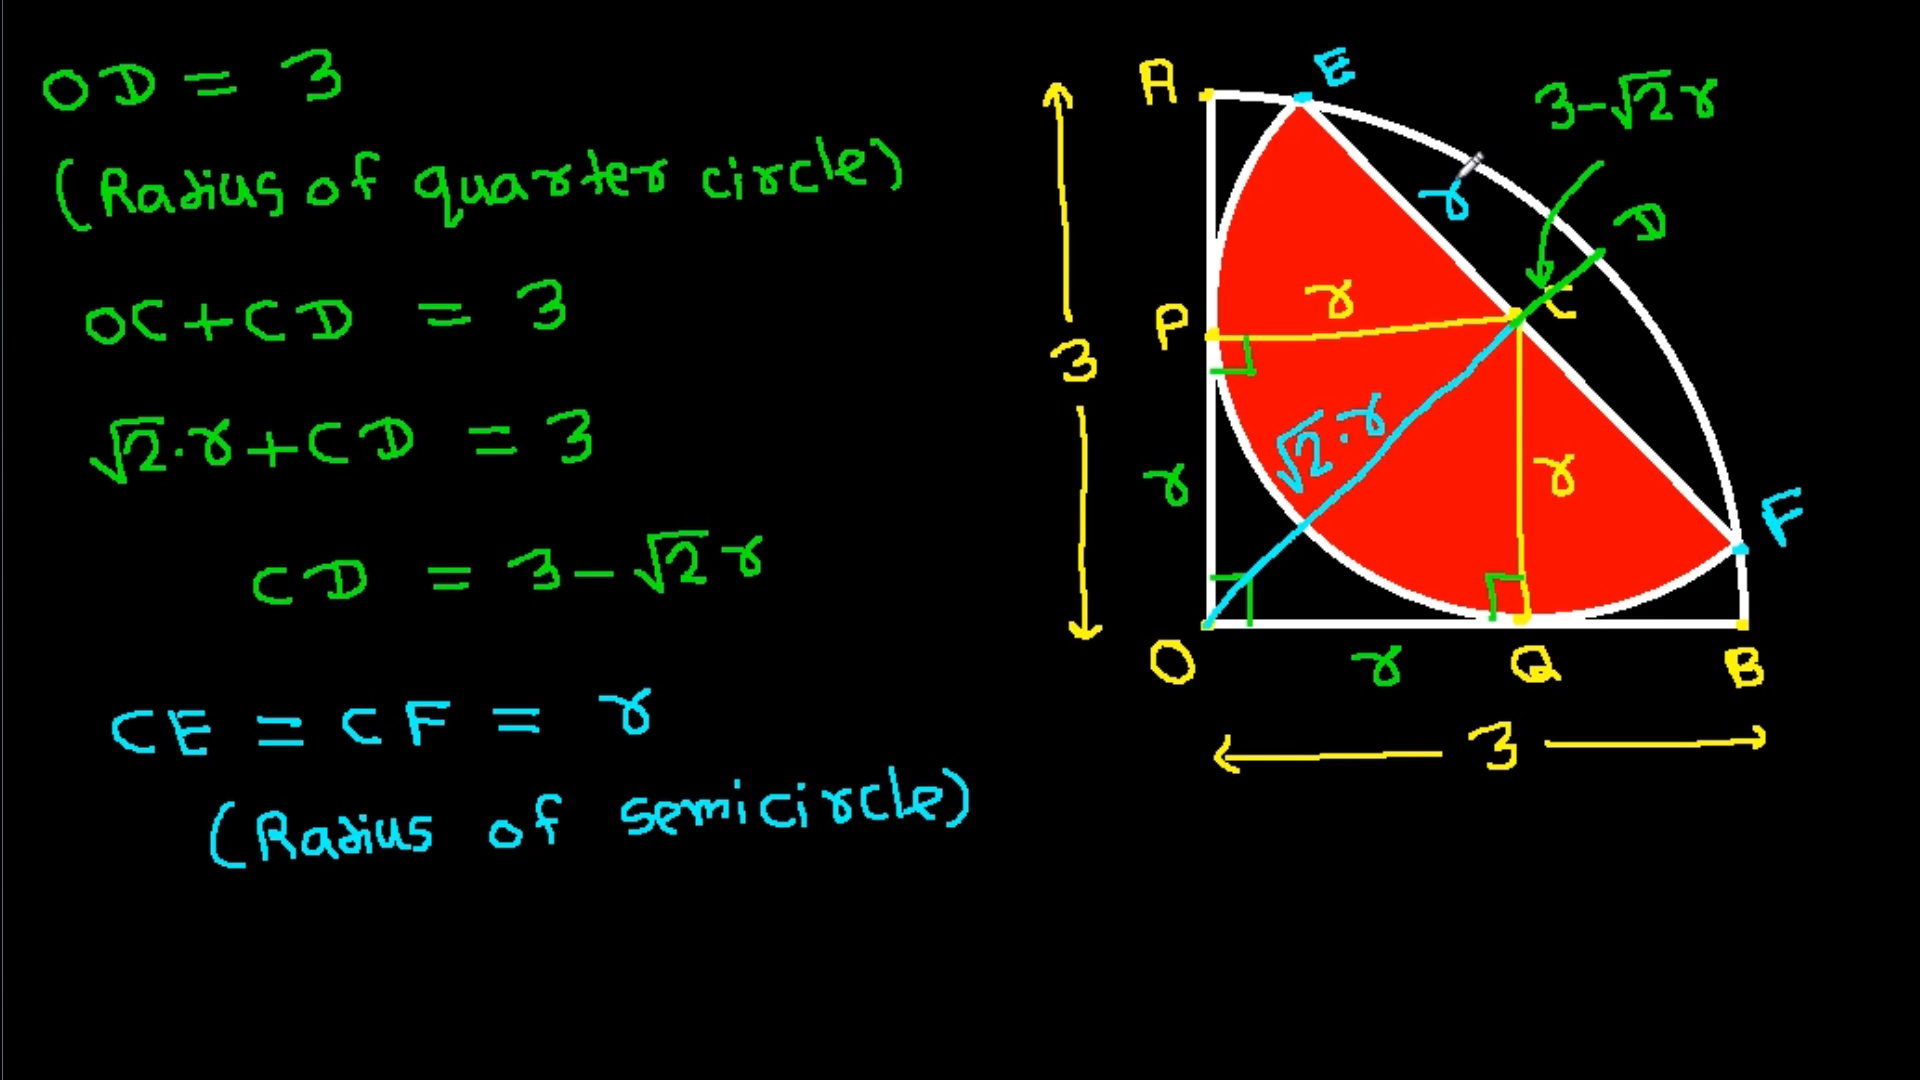 OD = 3
(Radius of quarter circle)
OC + CD = 3
√2·r + CD = 3
CD = 3 - √2 r
CE = CF = r
(Radius of semicircle)
A
E
3-√2 r
r
D
C
P
r
3
√2·r
r
r
F
O
r
Q
B
3